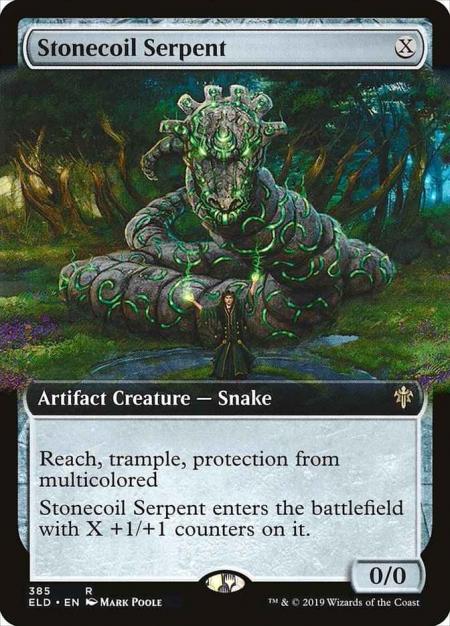 Stonecoil Serpent X
Artifact Creature — Snake
Reach, trample, protection from
multicolored
Stonecoil Serpent enters the battlefield
with X +1/+1 counters on it.
0/0
385 R
ELD • EN MARK POOLE ™ & © 2019 Wizards of the Coast